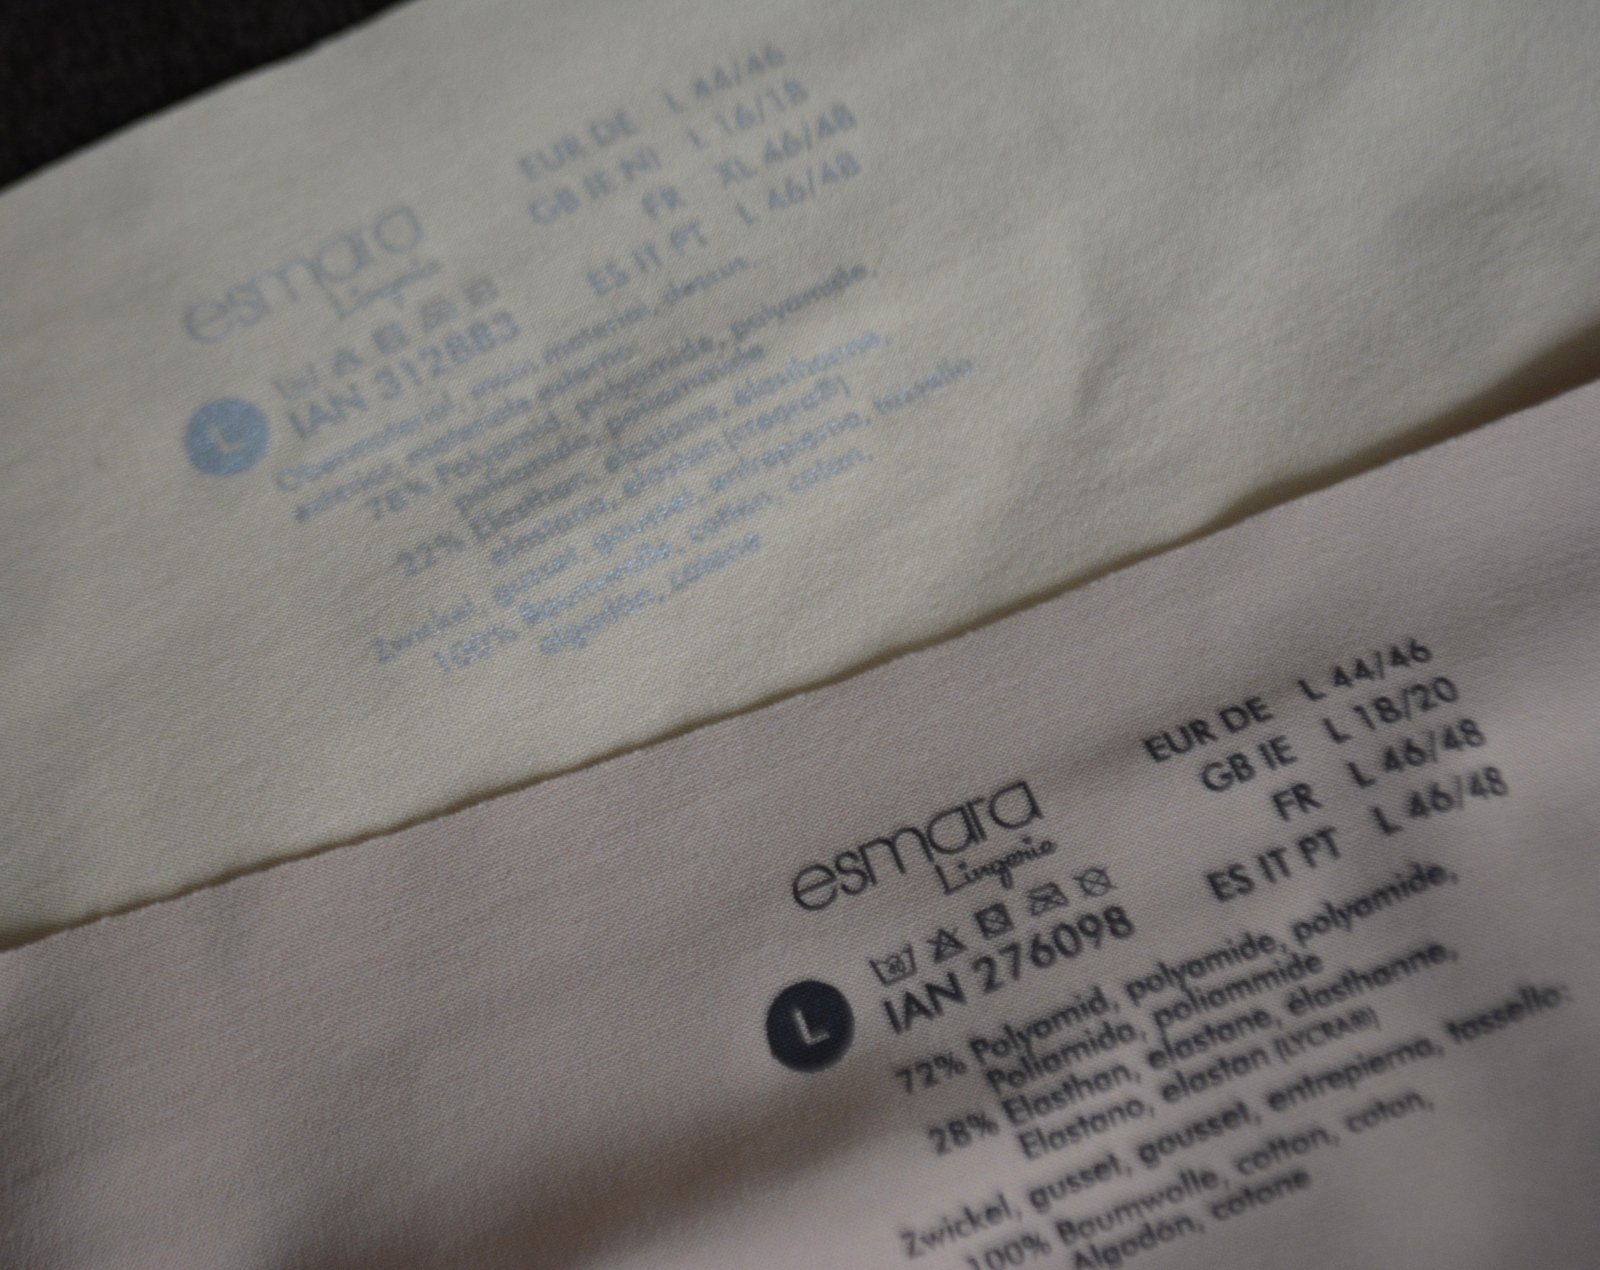 esmara
Lingerie
EUR DE L 44/46
GB IE NI L 16/18
FR XL 46/48
ES IT PT L 46/48
L
IAN 312883
Obermaterial, main material, dessus,
exterior, materiale esterno:
78% Polyamid, polyamide, polyamide,
poliamida, poliammide
22% Elasthan, elastane, élasthanne,
elastano, elastan (creora®)
Zwickel, gusset, gousset, entrepierna, tassello:
100% Baumwolle, cotton, coton,
algodón, cotone
esmara
Lingerie
EUR DE L 44/46
GB IE L 18/20
FR L 46/48
ES IT PT L 46/48
L
IAN 276098
72% Polyamid, polyamide, polyamide,
Poliamida, poliammide
28% Elasthan, elastane, élasthanne,
Elastano, elastan (LYCRA®)
Zwickel, gusset, gousset, entrepierna, tassello:
100% Baumwolle, cotton, coton,
Algodón, cotone